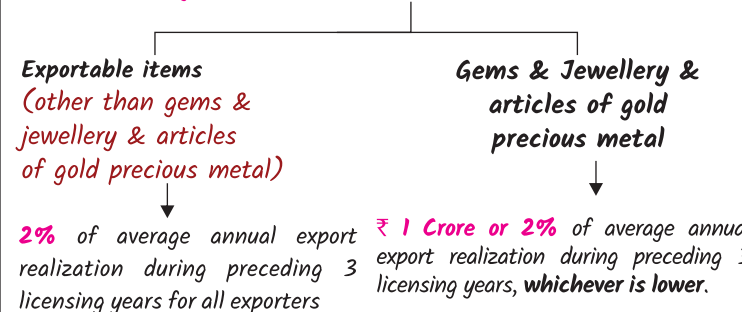 Exportable items
(other than gems &
jewellery & articles
of gold precious metal)
2% of average annual export
realization during preceding 3
licensing years for all exporters
Gems & Jewellery &
articles of gold
precious metal
₹ 1 Crore or 2% of average annua
export realization during preceding 3
licensing years, whichever is lower.